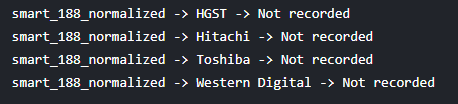 smart_188_normalized -> HGST -> Not recorded
smart_188_normalized -> Hitachi -> Not recorded
smart_188_normalized -> Toshiba -> Not recorded
smart_188_normalized -> Western Digital -> Not recorded